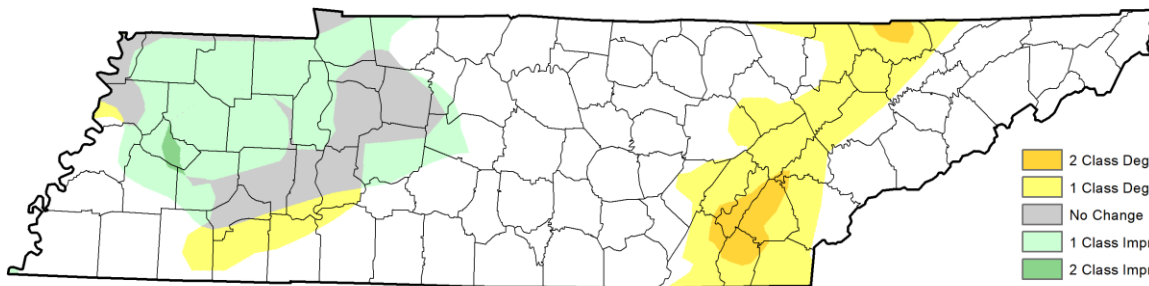 2 Class Deg
1 Class Deg
No Change
1 Class Impr
2 Class Impr